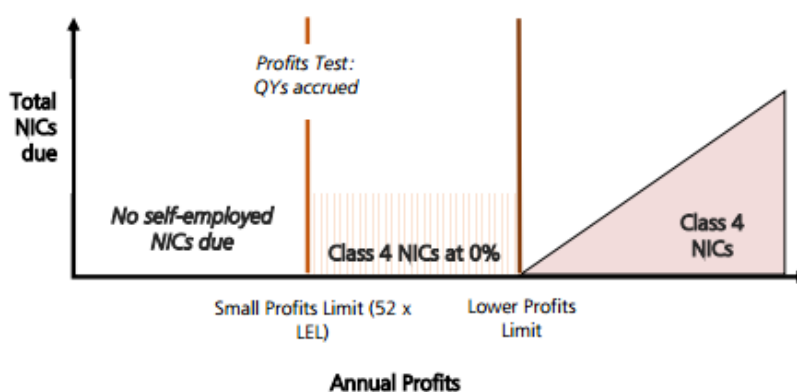 Total
NICs
due
Profits Test:
QYs accrued
No self-employed
NICs due
Class 4 NICs at 0%
Class 4
NICs
Small Profits Limit (52 x
LEL)
Lower Profits
Limit
Annual Profits